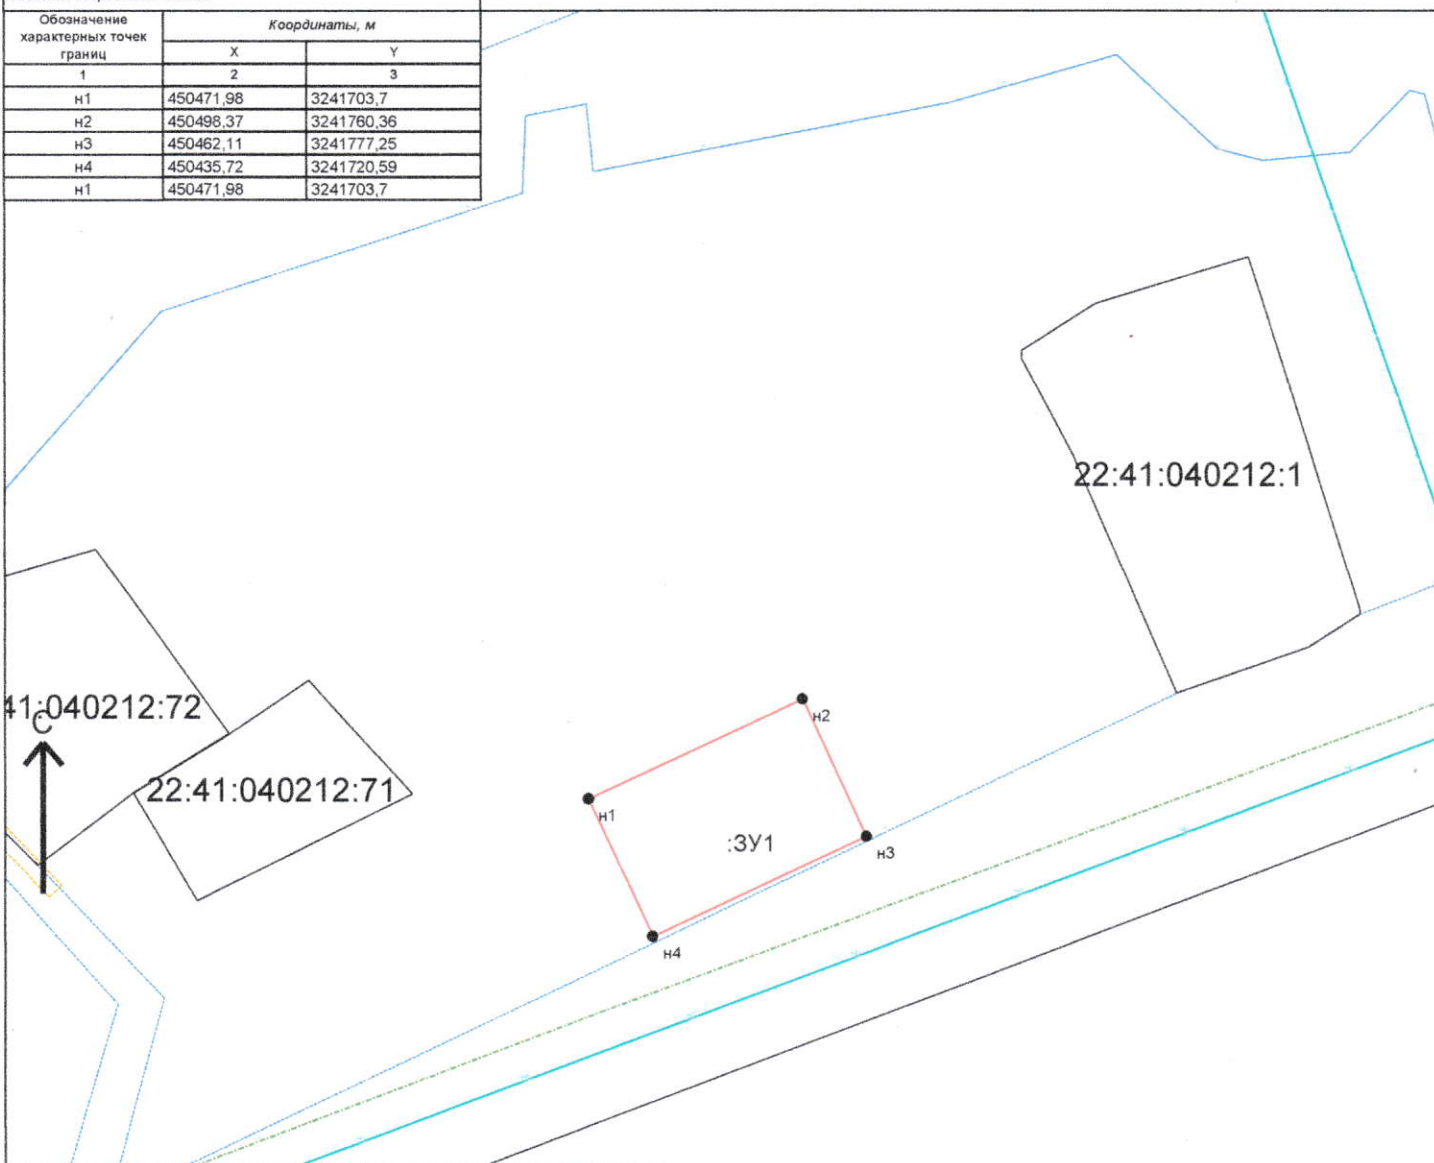 Обозначение характерных точек границ
Координаты, м
X Y
1 2 3
н1 450471,98 3241703,7
н2 450498,37 3241760,36
н3 450462,11 3241777,25
н4 450435,72 3241720,59
н1 450471,98 3241703,7
22:41:040212:1
н2
41:040212:72
С
22:41:040212:71
н1
:ЗУ1
н3
н4